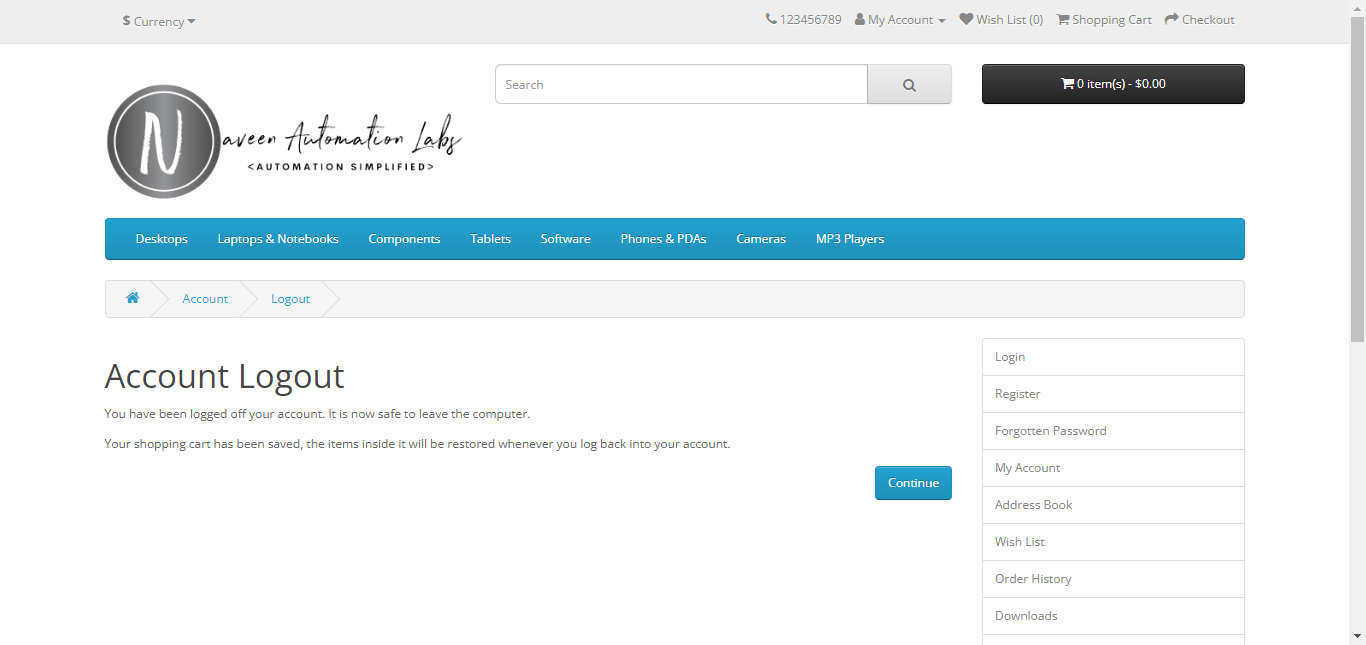 $ Currency
123456789 My Account Wish List (0) Shopping Cart Checkout
Search
0 item(s) - $0.00
N
aveen Automation Labs
<AUTOMATION SIMPLIFIED>
Desktops Laptops & Notebooks Components Tablets Software Phones & PDAs Cameras MP3 Players
Account Logout
Account Logout
You have been logged off your account. It is now safe to leave the computer.
Your shopping cart has been saved, the items inside it will be restored whenever you log back into your account.
Continue
Login
Register
Forgotten Password
My Account
Address Book
Wish List
Order History
Downloads